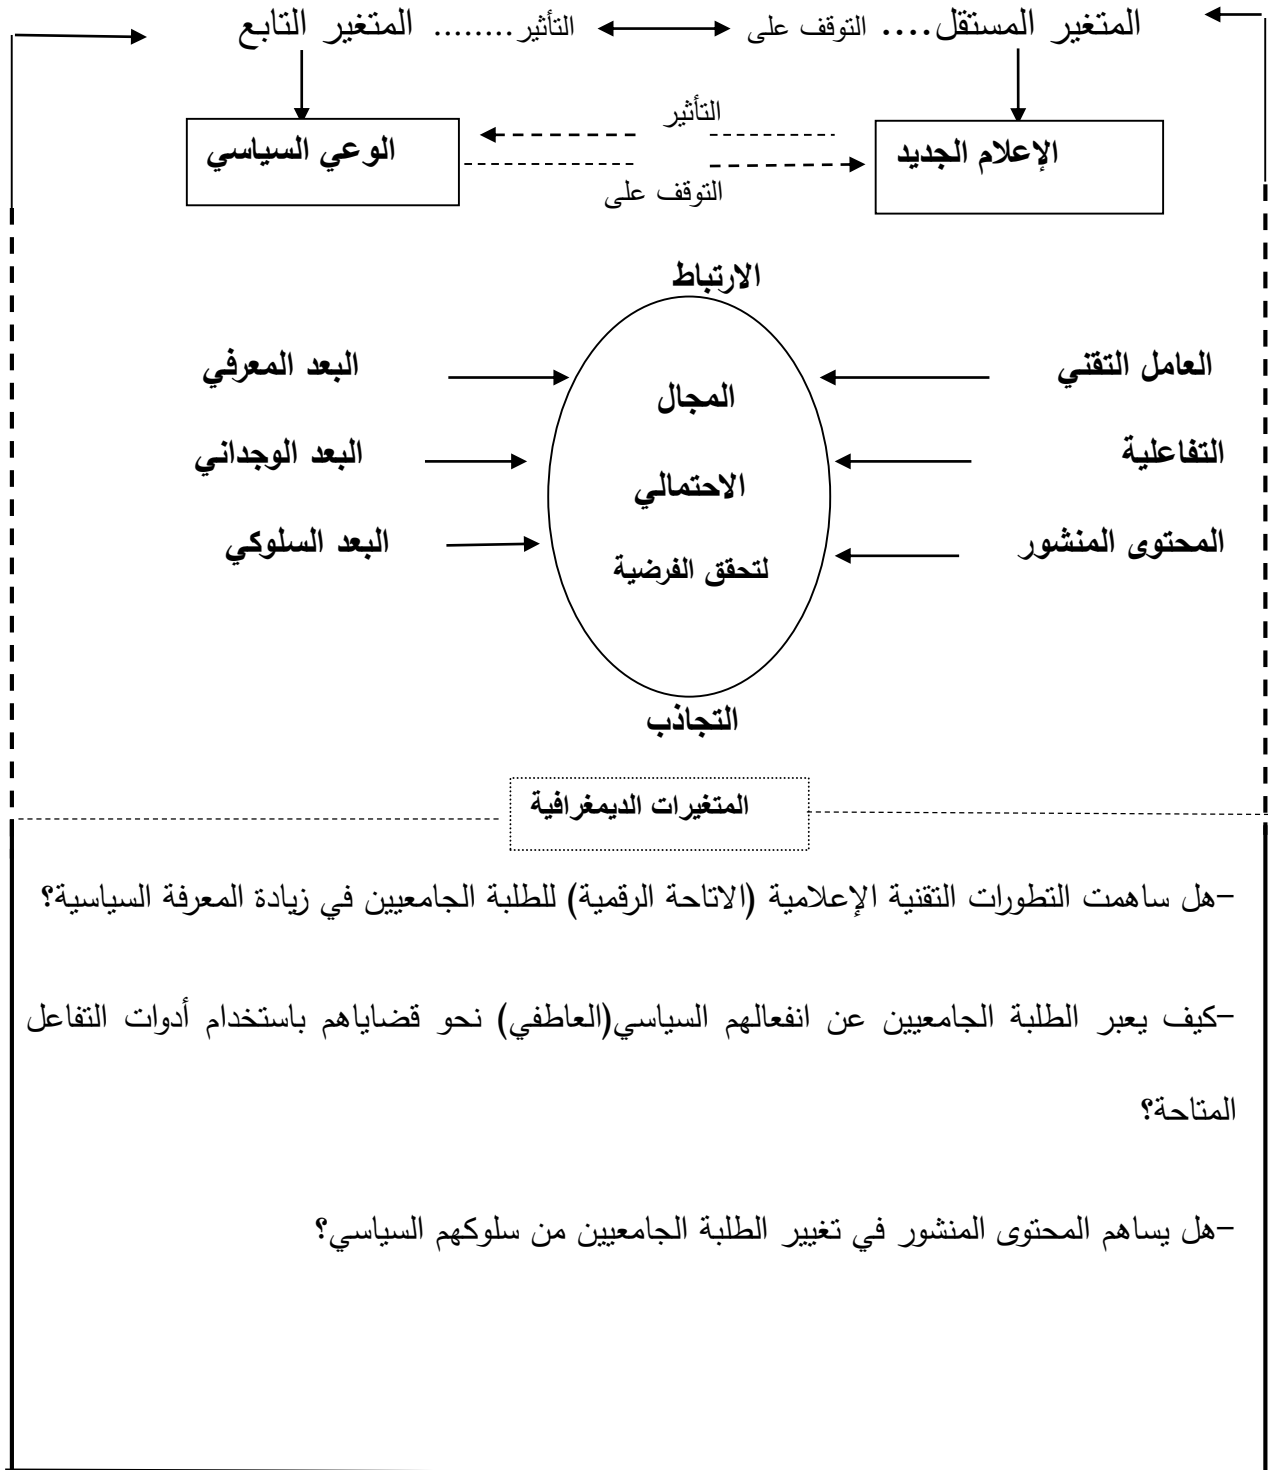 المتغير المستقل.... التوقف على التأثير........ المتغير التابع
التأثير
الإعلام الجديد
الوعي السياسي
التوقف على
الارتباط
العامل التقني
البعد المعرفي
المجال
التفاعلية
البعد الوجداني
الاحتمالي
المحتوى المنشور
البعد السلوكي
لتحقق الفرضية
التجاذب
المتغيرات الديمغرافية
-هل ساهمت التطورات التقنية الإعلامية (الاتاحة الرقمية) للطلبة الجامعيين في زيادة المعرفة السياسية؟
-كيف يعبر الطلبة الجامعيين عن انفعالهم السياسي(العاطفي) نحو قضاياهم باستخدام أدوات التفاعل
المتاحة؟
-هل يساهم المحتوى المنشور في تغيير الطلبة الجامعيين من سلوكهم السياسي؟